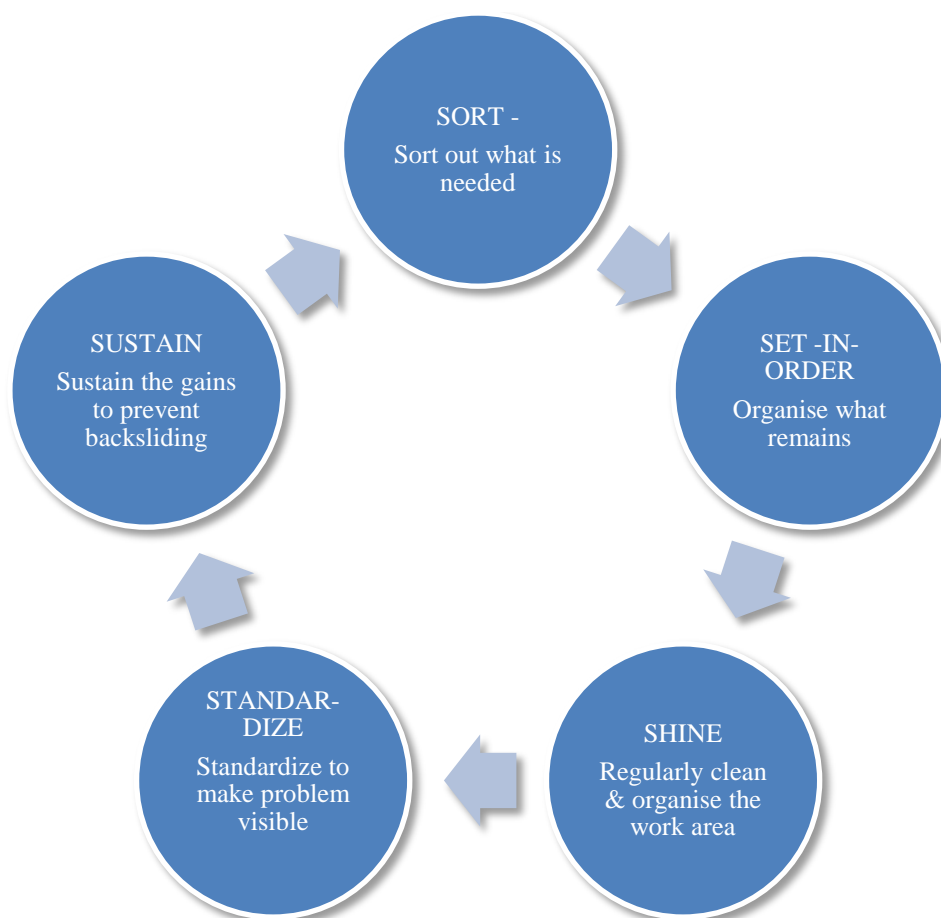 SORT -
Sort out what is
needed
SET -IN-
ORDER
Organise what
remains
SHINE
Regularly clean
& organise the
work area
STANDAR-
DIZE
Standardize to
make problem
visible
SUSTAIN
Sustain the gains
to prevent
backsliding